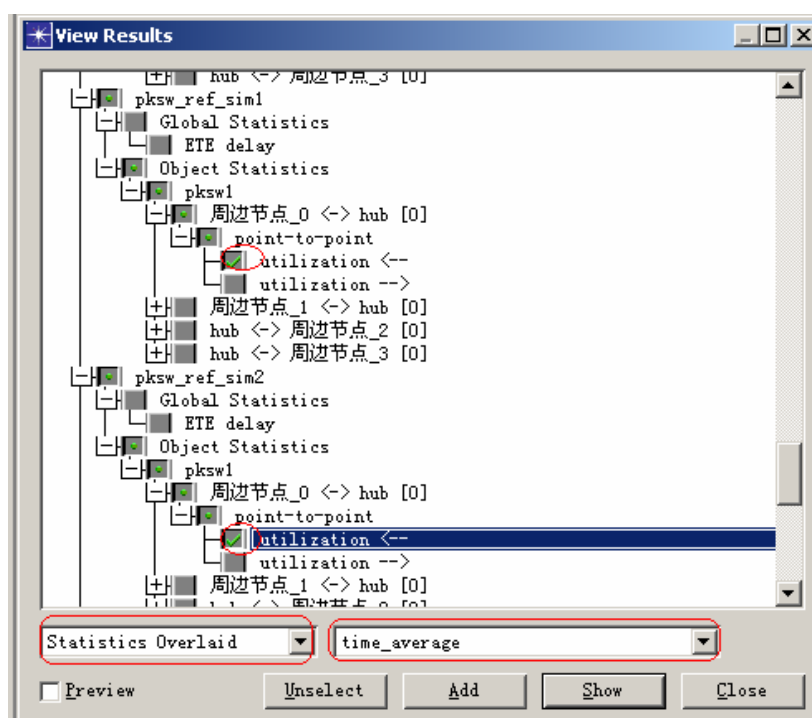 View Results
hub <-> 周边节点_3 [0]
pksw_ref_sim1
Global Statistics
ETE delay
Object Statistics
pksw1
周边节点_0 <-> hub [0]
point-to-point
utilization <--
utilization -->
周边节点_1 <-> hub [0]
hub <-> 周边节点_2 [0]
hub <-> 周边节点_3 [0]
pksw_ref_sim2
Global Statistics
ETE delay
Object Statistics
pksw1
周边节点_0 <-> hub [0]
point-to-point
utilization <--
utilization -->
周边节点_1 <-> hub [0]
Statistics Overlaid time_average
Preview Unselect Add Show Close